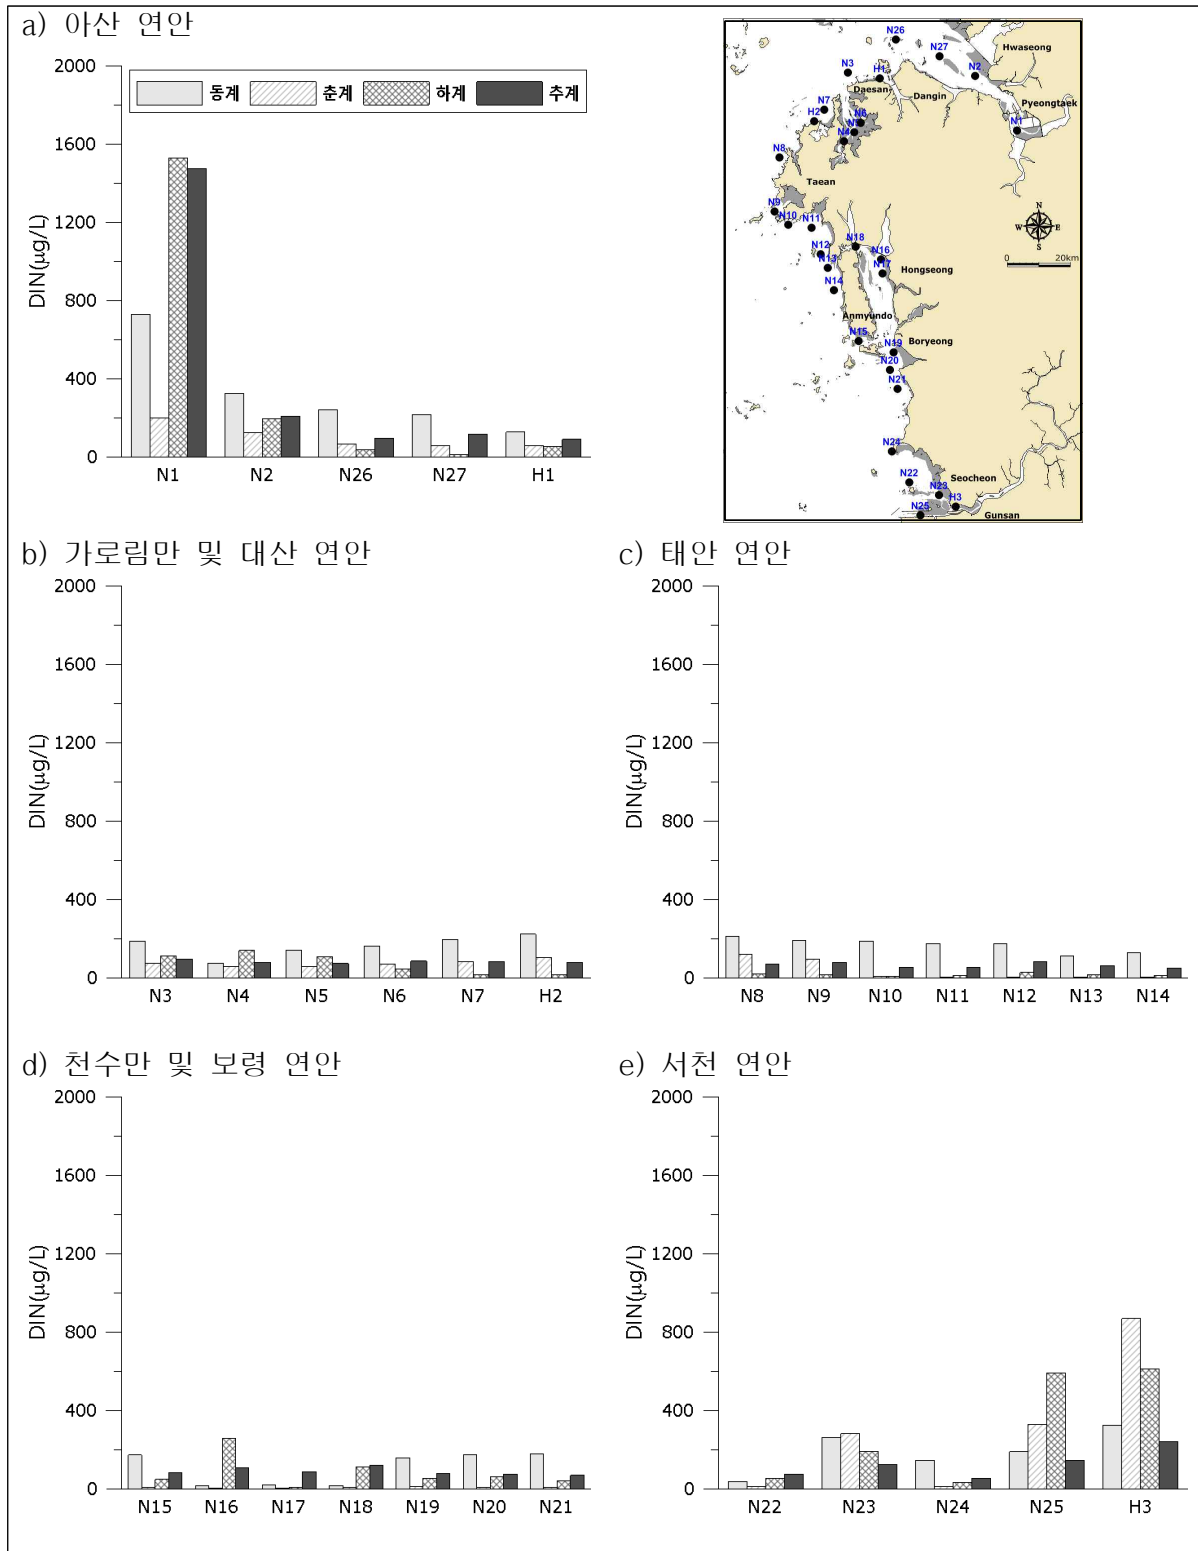 a) 아산 연안
2000
1600
1200
800
400
0
DIN(μg/L)
동계 춘계 하계 추계
N1 N2 N26 N27 H1
N26
N27
Hwaseong
N3
H1
N2
Daesan
Dangin
N7
H2
N6
N5
N4
Pyeongtaek
N1
N8
Taean
N9
N10
N11
N
W E
S
N12
N18
N16
0 20km
N13
N17
Hongseong
N14
Anmyundo
N15
N19
Boryeong
N20
N21
N24
N22
Seocheon
N23
H3
N25
Gunsan
b) 가로림만 및 대산 연안
2000
1600
1200
800
400
0
DIN(μg/L)
N3 N4 N5 N6 N7 H2
c) 태안 연안
2000
1600
1200
800
400
0
DIN(μg/L)
N8 N9 N10 N11 N12 N13 N14
d) 천수만 및 보령 연안
2000
1600
1200
800
400
0
DIN(μg/L)
N15 N16 N17 N18 N19 N20 N21
e) 서천 연안
2000
1600
1200
800
400
0
DIN(μg/L)
N22 N23 N24 N25 H3